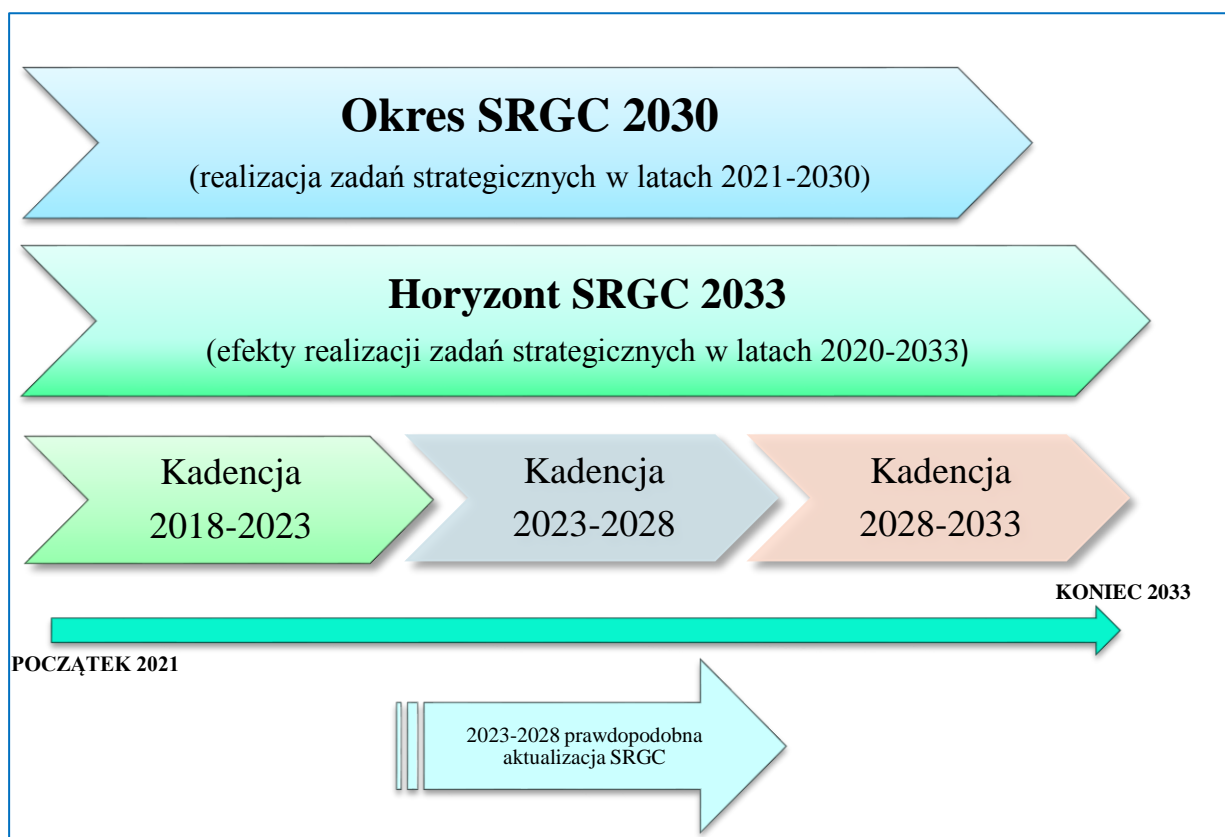 Okres SRGC 2030
(realizacja zadań strategicznych w latach 2021-2030)
Horyzont SRGC 2033
(efekty realizacji zadań strategicznych w latach 2020-2033)
Kadencja
2018-2023
Kadencja
2023-2028
Kadencja
2028-2033
KONIEC 2033
POCZĄTEK 2021
2023-2028 prawdopodobna
aktualizacja SRGC